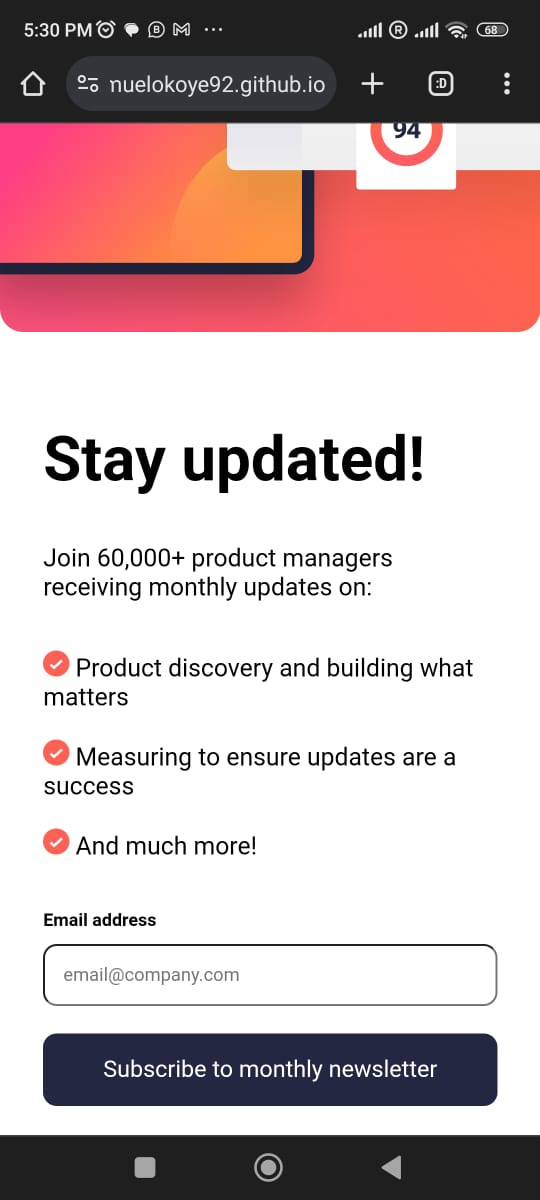 5:30 PM
68
nuelokoye92.github.io
:D
94
Stay updated!
Join 60,000+ product managers
receiving monthly updates on:
Product discovery and building what
matters
Measuring to ensure updates are a
success
And much more!
Email address
email@company.com
Subscribe to monthly newsletter